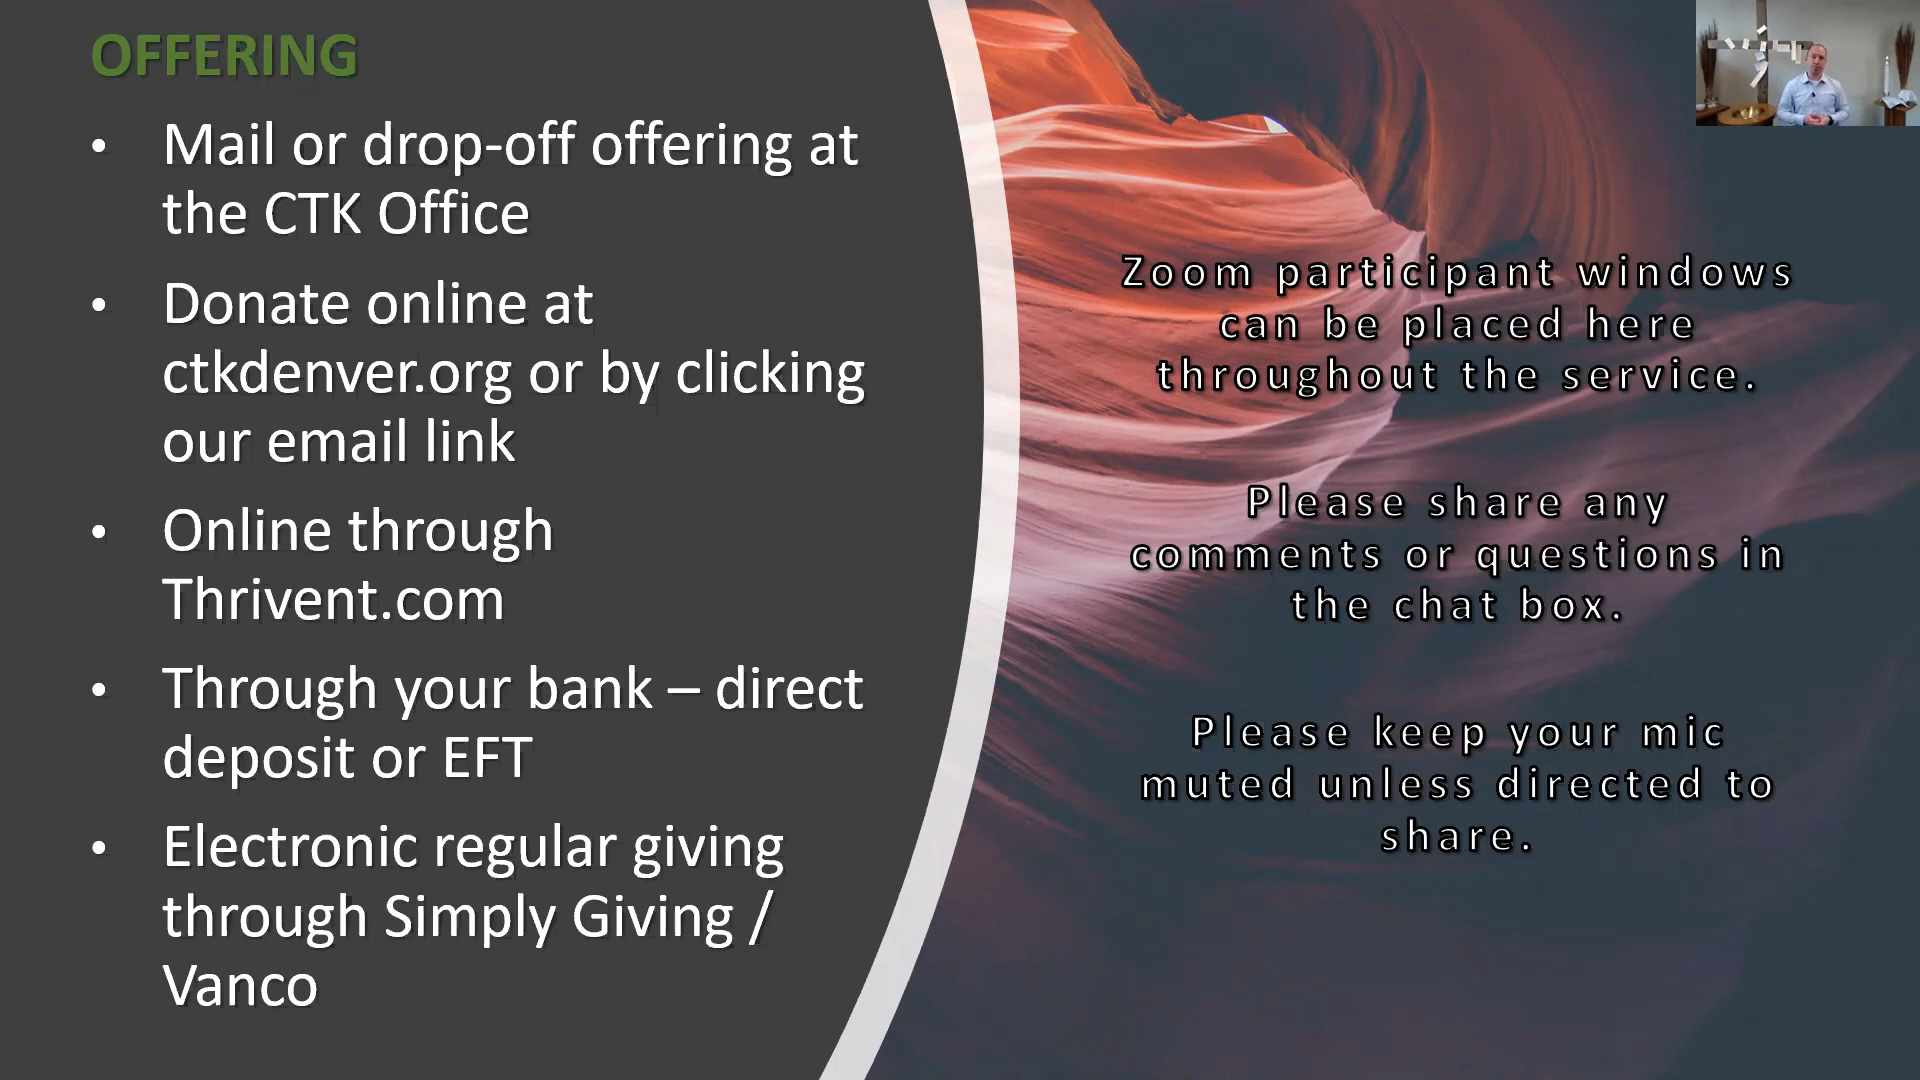 OFFERING
• Mail or drop-off offering at
the CTK Office
• Donate online at
ctkdenver.org or by clicking
our email link
• Online through
Thrivent.com
• Through your bank – direct
deposit or EFT
• Electronic regular giving
through Simply Giving /
Vanco
Zoom participant windows
can be placed here
throughout the service.
Please share any
comments or questions in
the chat box.
Please keep your mic
muted unless directed to
share.